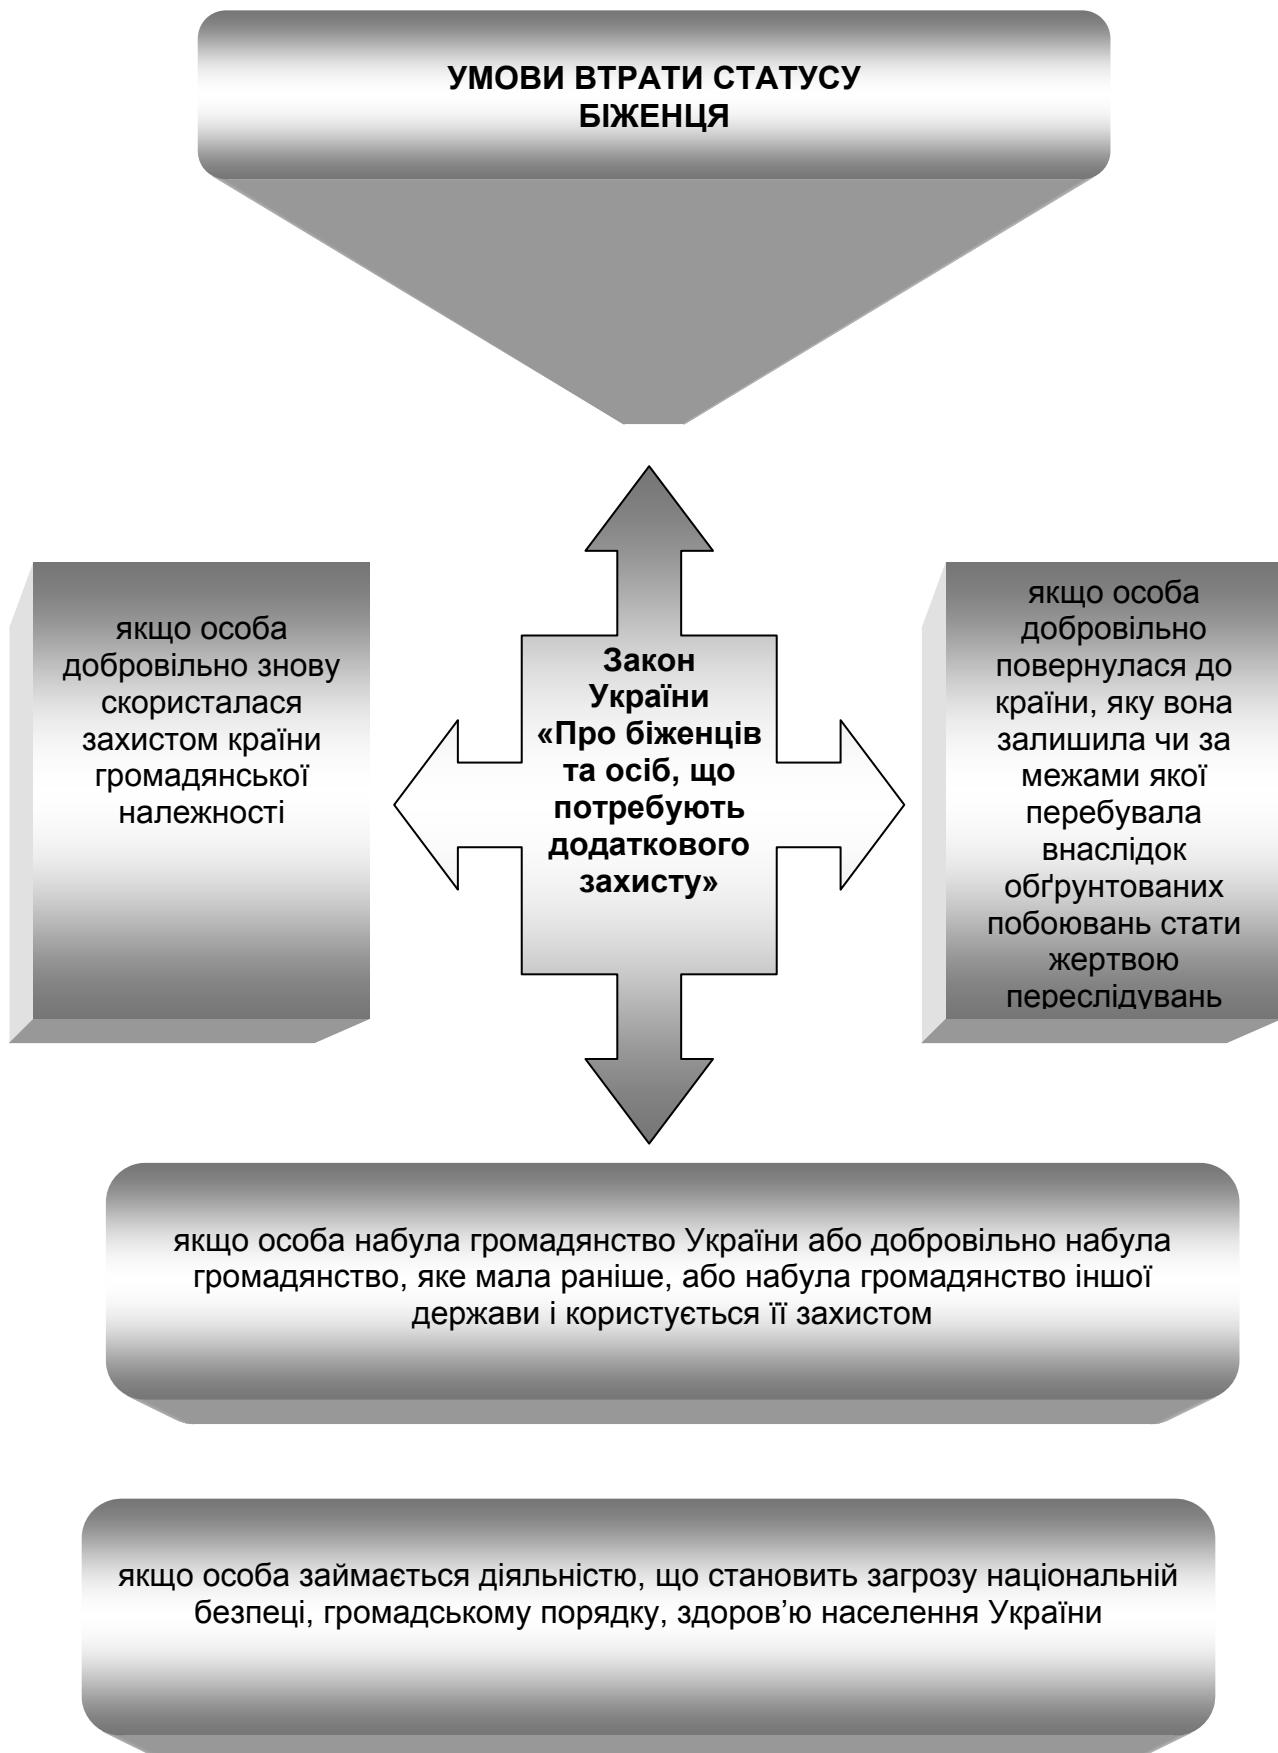 УМОВИ ВТРАТИ СТАТУСУ
БІЖЕНЦЯ
якщо особа
добровільно знову
скористалася
захистом країни
громадянської
належності
Закон
України
«Про біженців
та осіб, що
потребують
додаткового
захисту»
якщо особа
добровільно
повернулася до
країни, яку вона
залишила чи за
межами якої
перебувала
внаслідок
обґрунтованих
побоювань стати
жертвою
переслідувань
якщо особа набула громадянство України або добровільно набула
громадянство, яке мала раніше, або набула громадянство іншої
держави і користується її захистом
якщо особа займається діяльністю, що становить загрозу національній
безпеці, громадському порядку, здоров’ю населення України